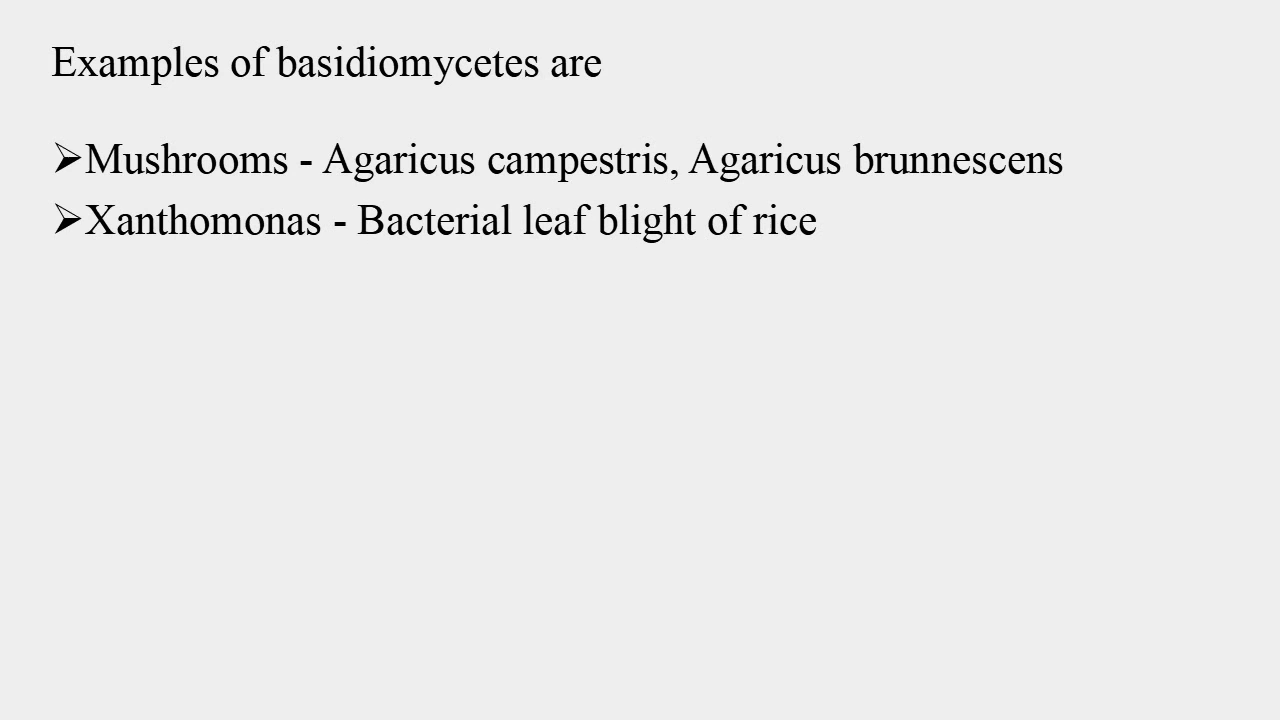 Examples of basidiomycetes are
➢Mushrooms - Agaricus campestris, Agaricus brunnescens
➢Xanthomonas - Bacterial leaf blight of rice